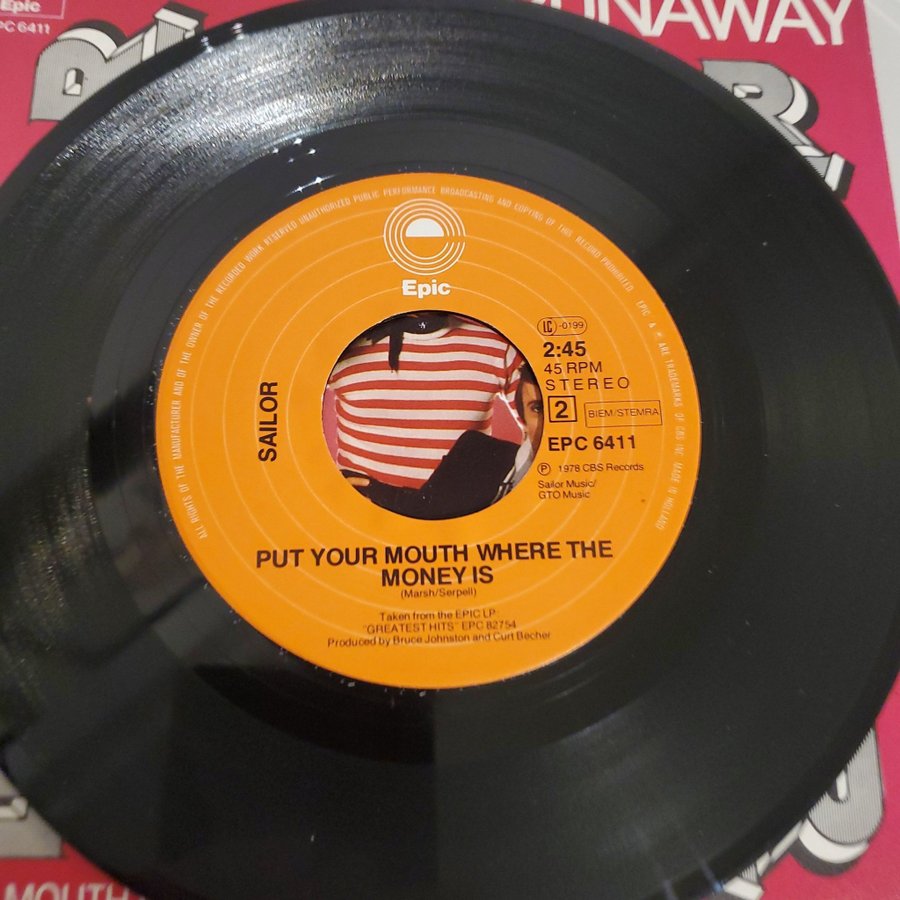 Epic
PC 6411
RUNAWAY
ALL RIGHTS OF THE MANUFACTURER AND OF THE OWNER OF THE RECORDED WORK RESERVED UNAUTHORIZED PUBLIC PERFORMANCE BROADCASTING AND COPYING OF THIS RECORD PROHIBITED. EPIC & ARE TRADEMARKS OF CBS INC MADE IN HOLLAND
Epic
LC -0199
2:45
45 RPM
STEREO
2 BIEM/STEMRA
EPC 6411
℗ 1978 CBS Records
Sailor Music/
GTO Music
SAILOR
PUT YOUR MOUTH WHERE THE
MONEY IS
(Marsh/Serpell)
Taken from the EPIC LP:
"GREATEST HITS" EPC 82754
Produced by Bruce Johnston and Curt Becher
MOUTH